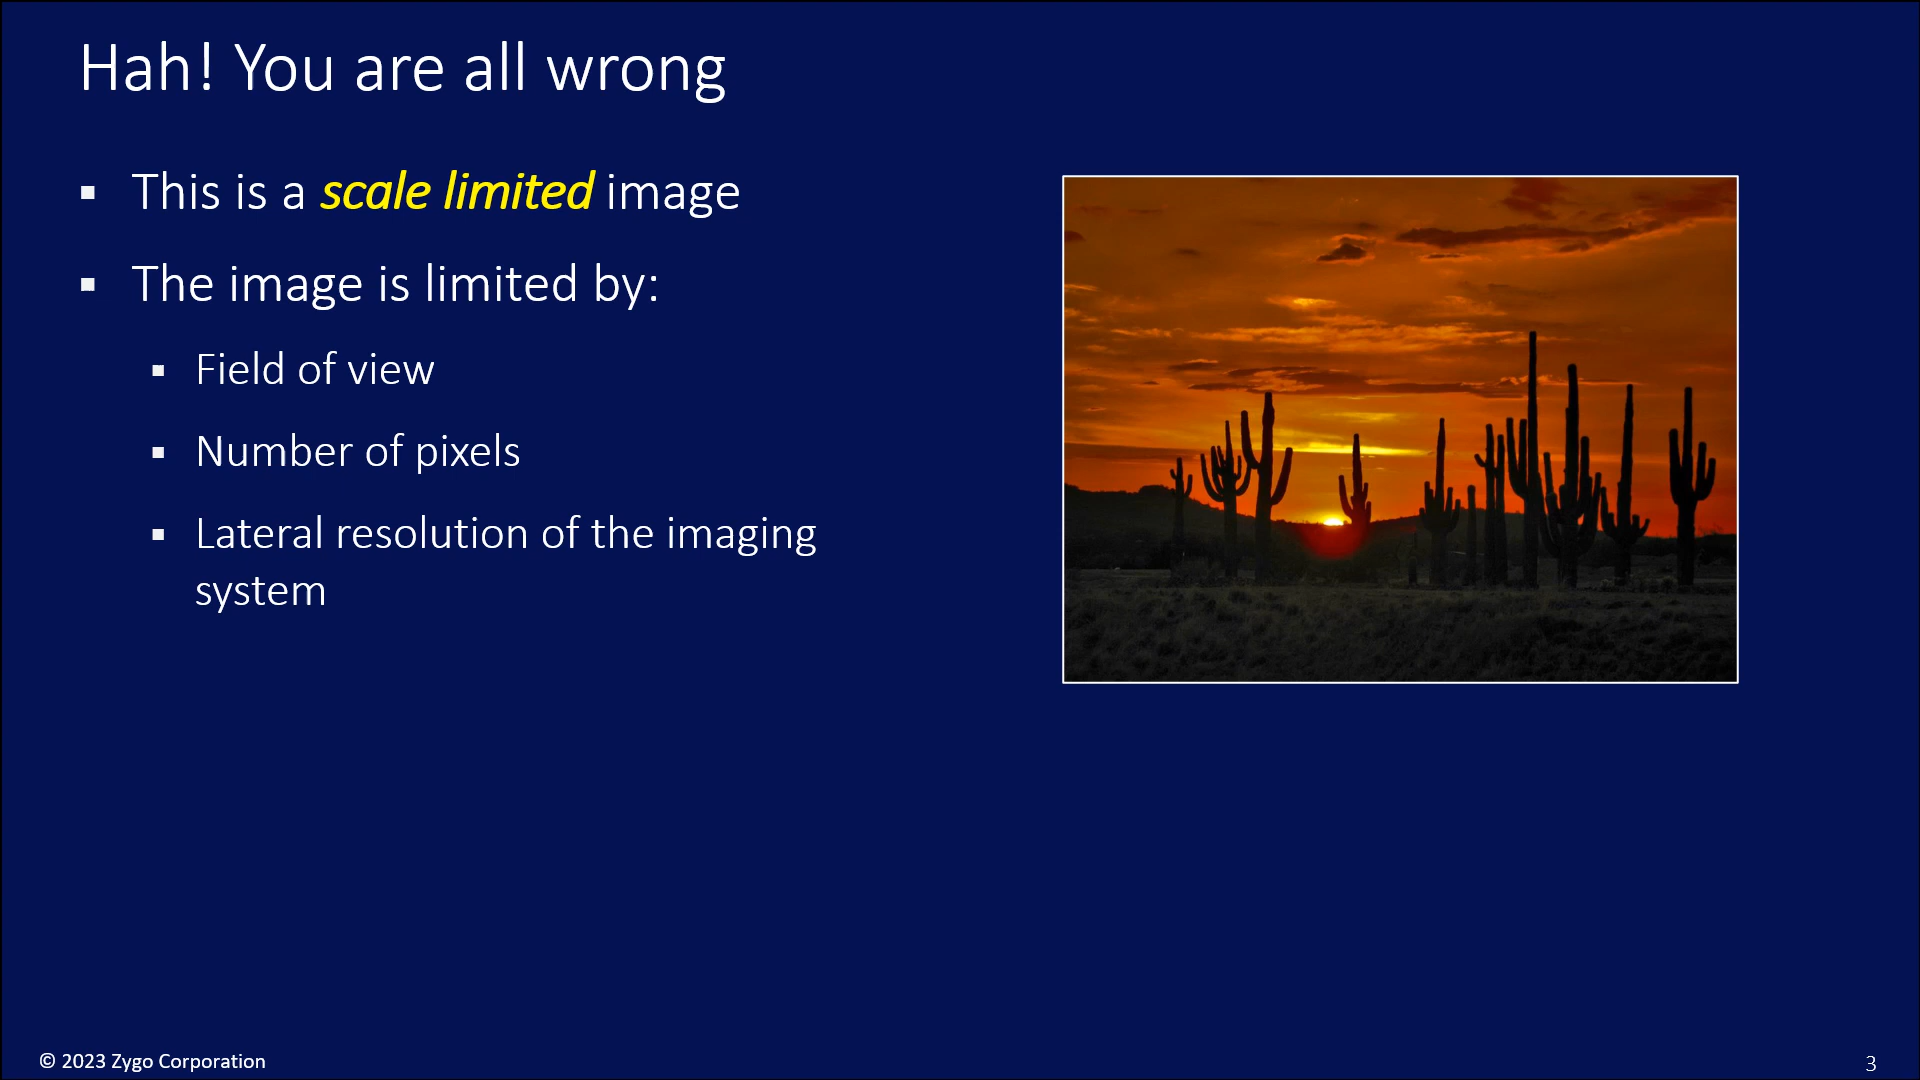 Hah! You are all wrong
▪ This is a scale limited image
▪ The image is limited by:
▪ Field of view
▪ Number of pixels
▪ Lateral resolution of the imaging
system
© 2023 Zygo Corporation
3